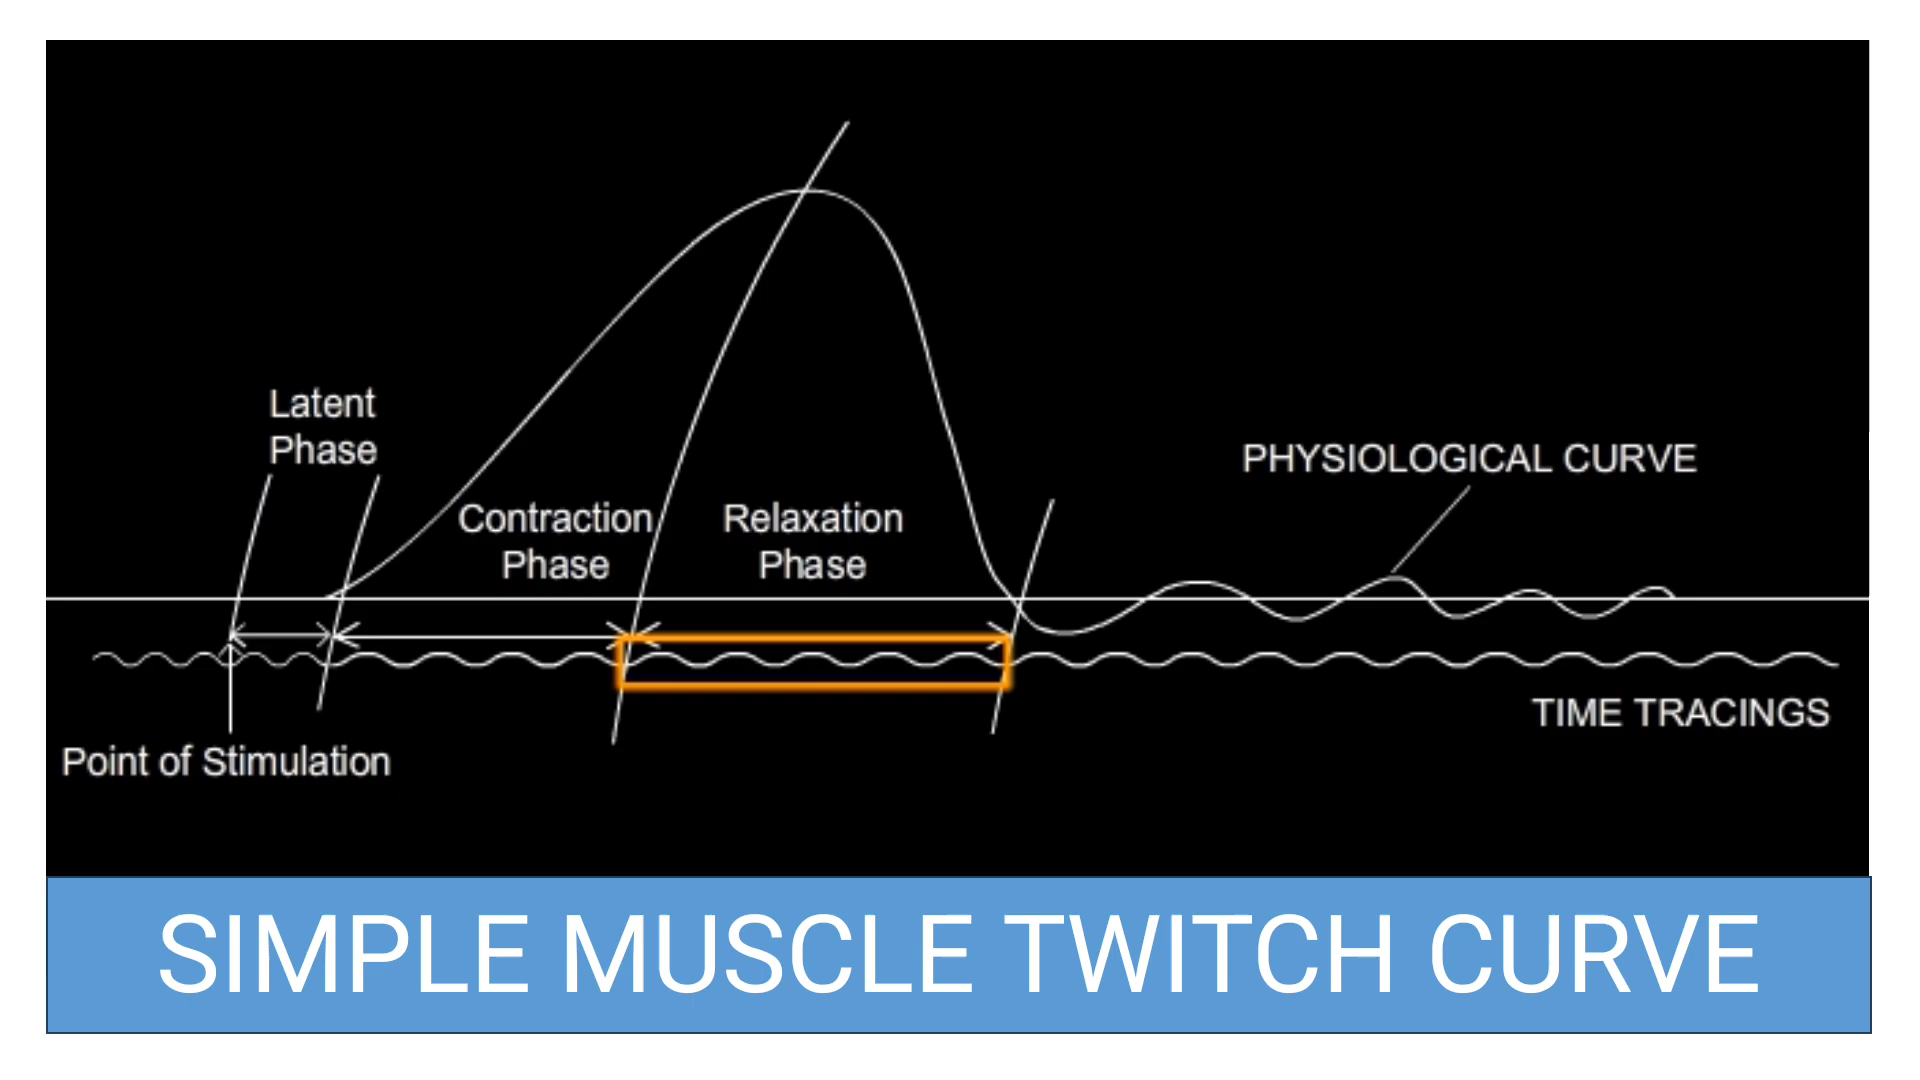 Latent
Phase
Contraction
Phase
Relaxation
Phase
PHYSIOLOGICAL CURVE
TIME TRACINGS
Point of Stimulation
SIMPLE MUSCLE TWITCH CURVE